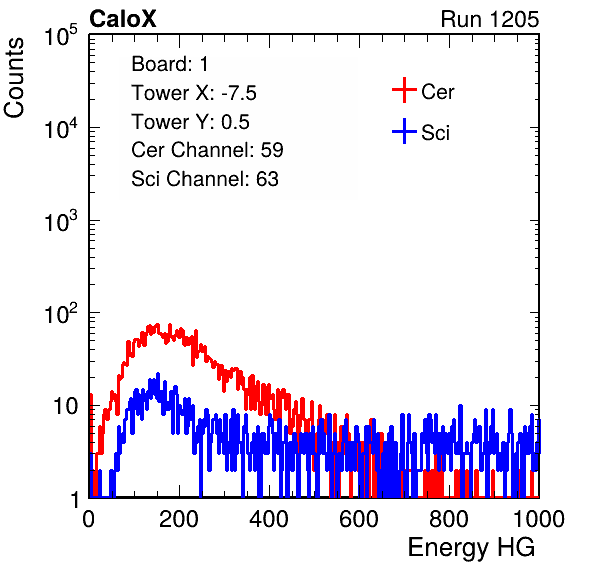 CaloX Run 1205
Counts
10^5
10^4
10^3
10^2
10
1
Board: 1
Tower X: -7.5
Tower Y: 0.5
Cer Channel: 59
Sci Channel: 63
Cer
Sci
0 200 400 600 800 1000
Energy HG